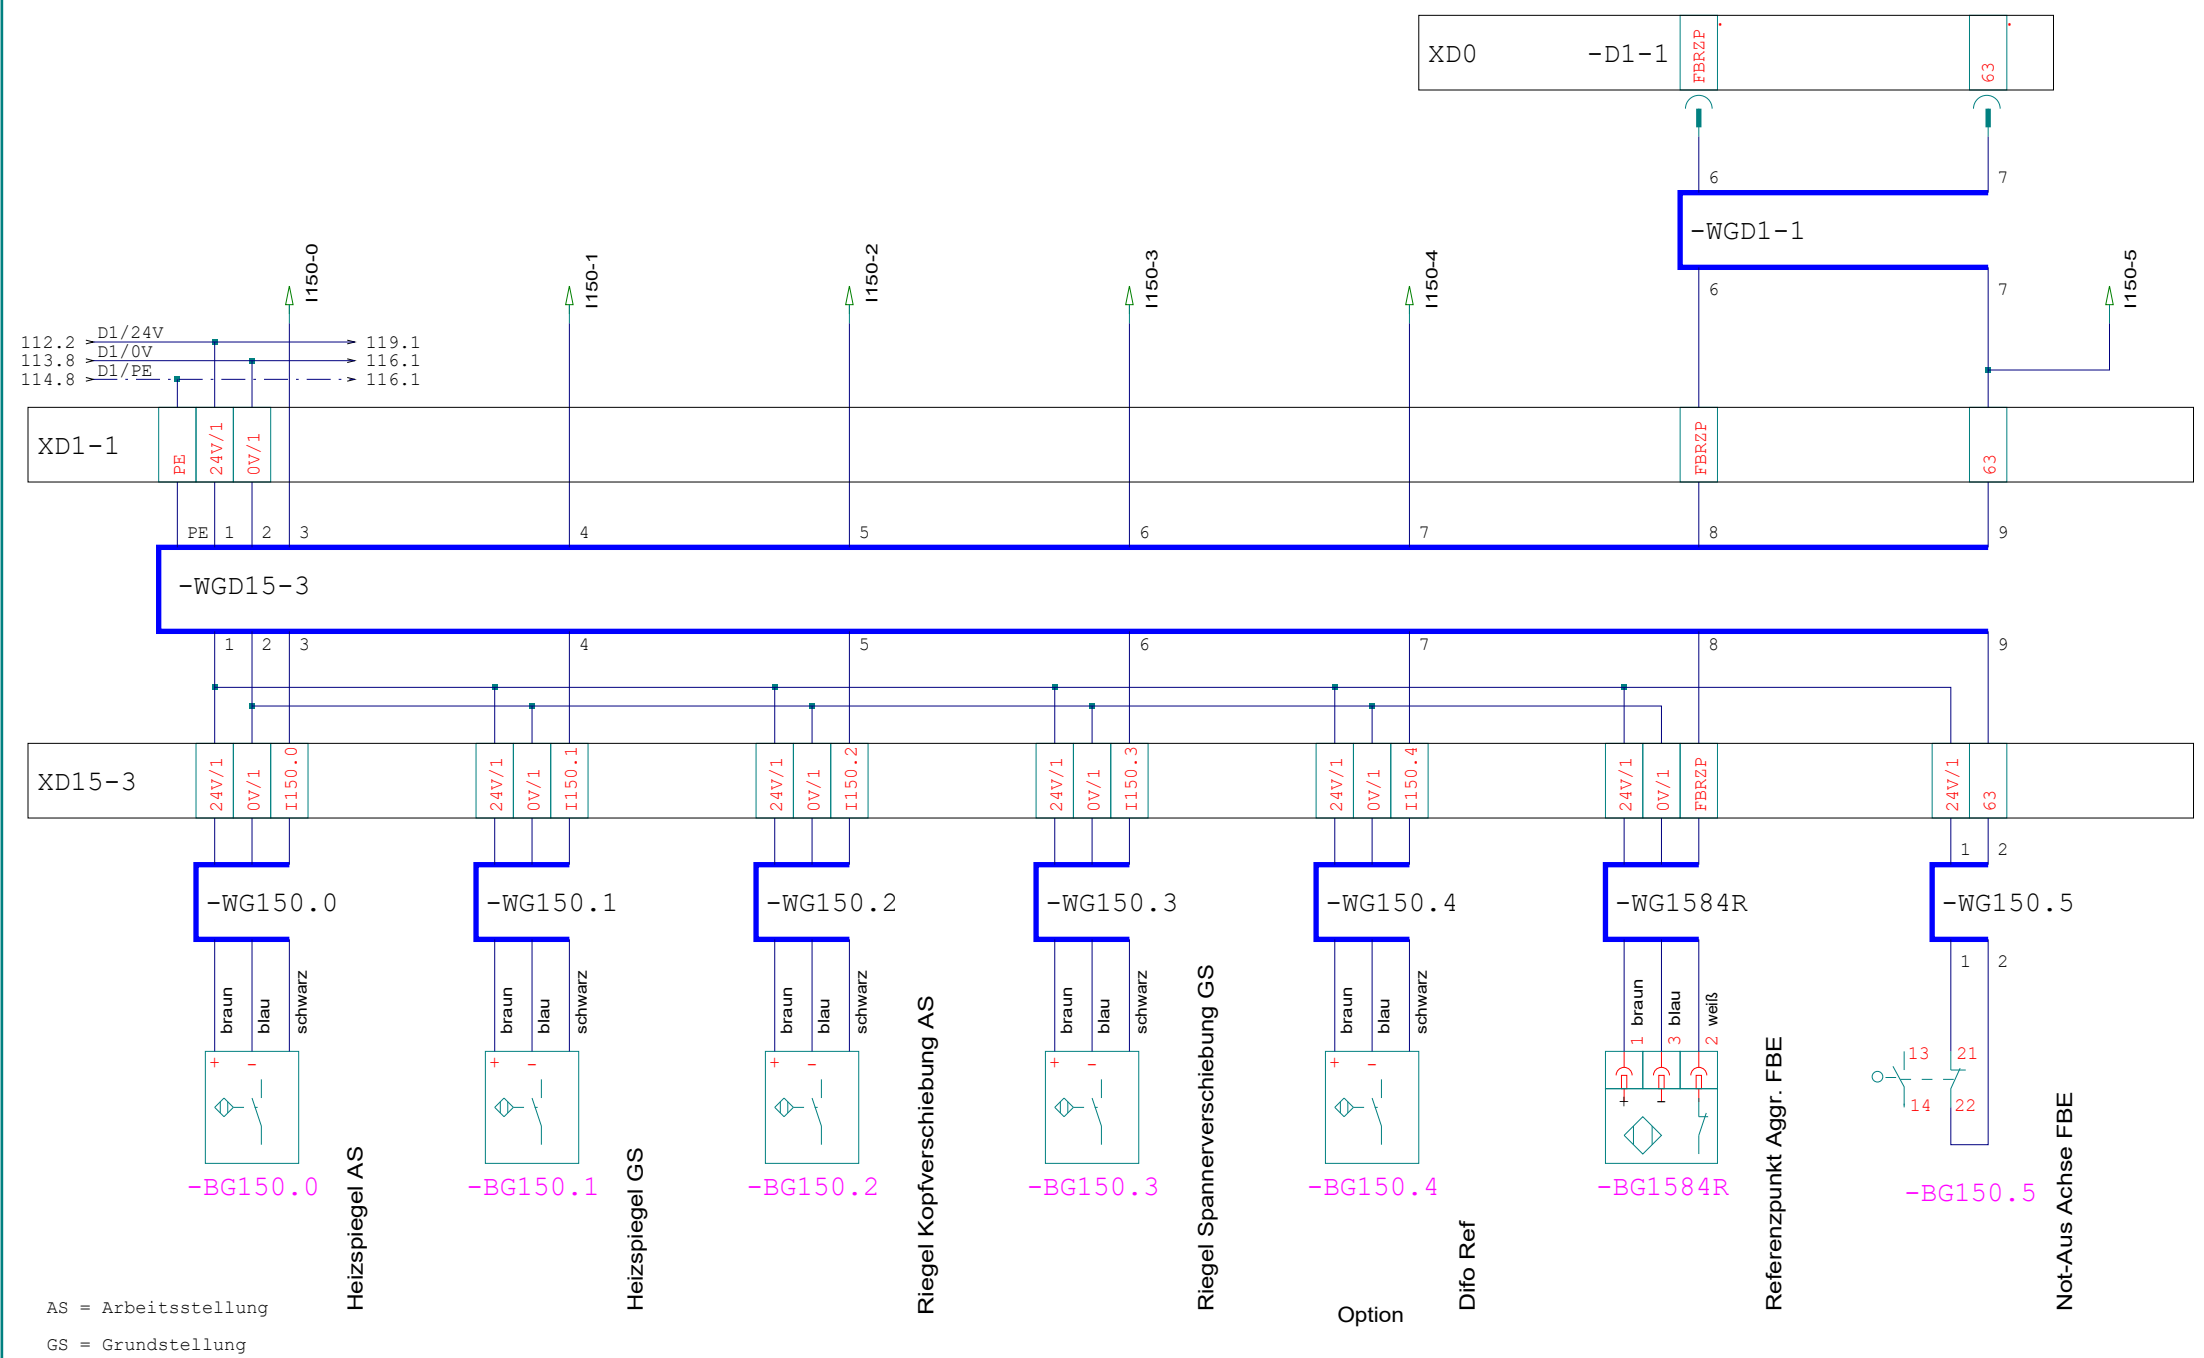 XD0 -D1-1 FBRZP 63
6 7
-WGD1-1
6 7
I150-0 I150-1 I150-2 I150-3 I150-4 I150-5
112.2 D1/24V 119.1
113.8 D1/0V 116.1
114.8 D1/PE 116.1
XD1-1 PE 24V/1 0V/1 FBRZP 63
PE 1 2 3 4 5 6 7 8 9
-WGD15-3
1 2 3 4 5 6 7 8 9
XD15-3 24V/1 0V/1 I150.0 24V/1 0V/1 I150.1 24V/1 0V/1 I150.2 24V/1 0V/1 I150.3 24V/1 0V/1 I150.4 24V/1 0V/1 FBRZP 24V/1 63
1 2
-WG150.0 -WG150.1 -WG150.2 -WG150.3 -WG150.4 -WG1584R -WG150.5
1 2
braun blau schwarz braun blau schwarz braun blau schwarz braun blau schwarz braun blau schwarz braun blau weiß
1 3 2
+ - + - + - + - + - + -
13 21
14 22
-BG150.0 -BG150.1 -BG150.2 -BG150.3 -BG150.4 -BG1584R -BG150.5
Heizspiegel AS
Heizspiegel GS
Riegel Kopfverschiebung AS
Riegel Spannerverschiebung GS
Difo Ref
Referenzpunkt Aggr. FBE
Not-Aus Achse FBE
Option
AS = Arbeitsstellung
GS = Grundstellung